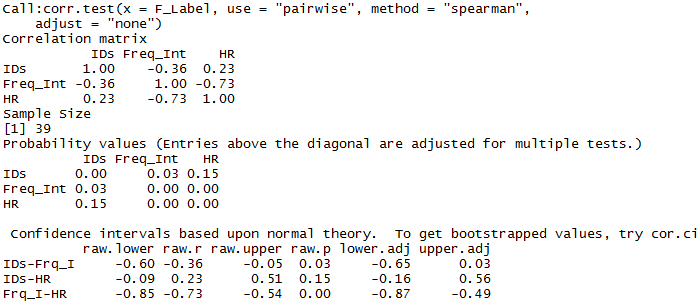 Call:corr.test(x = F_Label, use = "pairwise", method = "spearman",
    adjust = "none")
Correlation matrix
           IDs Freq_Int    HR
IDs       1.00    -0.36  0.23
Freq_Int -0.36     1.00 -0.73
HR        0.23    -0.73  1.00
Sample Size
[1] 39
Probability values (Entries above the diagonal are adjusted for multiple tests.)
          IDs Freq_Int   HR
IDs      0.00     0.03 0.15
Freq_Int 0.03     0.00 0.00
HR       0.15     0.00 0.00
 Confidence intervals based upon normal theory.  To get bootstrapped values, try cor.ci
          raw.lower raw.r raw.upper raw.p lower.adj upper.adj
IDs-Frq_I     -0.60 -0.36     -0.05  0.03     -0.65      0.03
IDs-HR        -0.09  0.23      0.51  0.15     -0.16      0.56
Frq_I-HR      -0.85 -0.73     -0.54  0.00     -0.87     -0.49